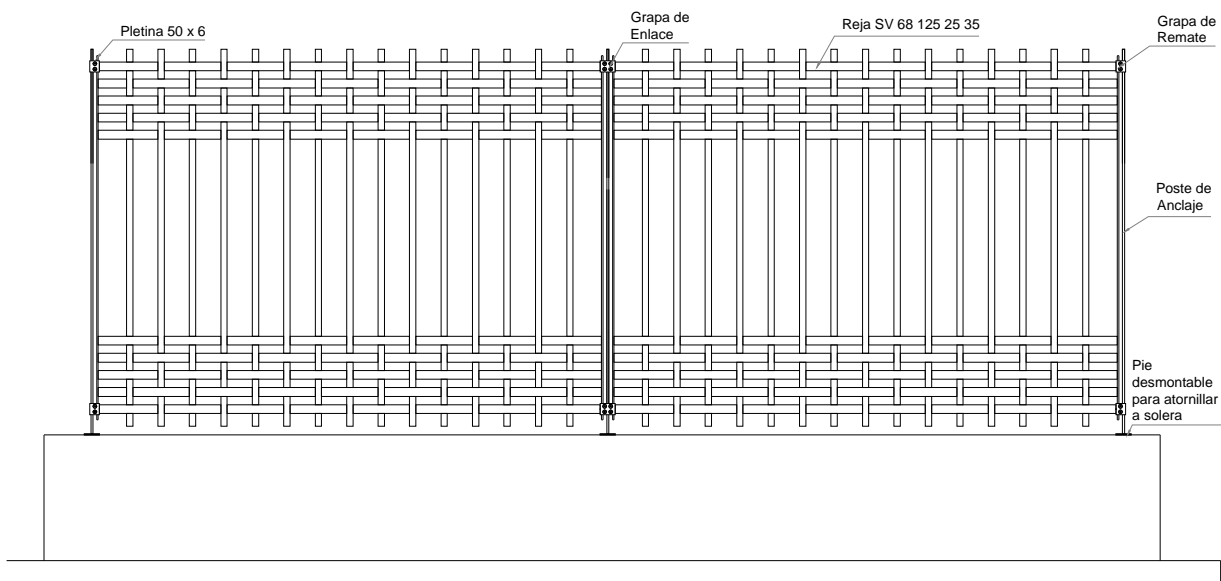 Pletina 50 x 6
Grapa de
Enlace
Reja SV 68 125 25 35
Grapa de
Remate
Poste de
Anclaje
Pie
desmontable
para atornillar
a solera